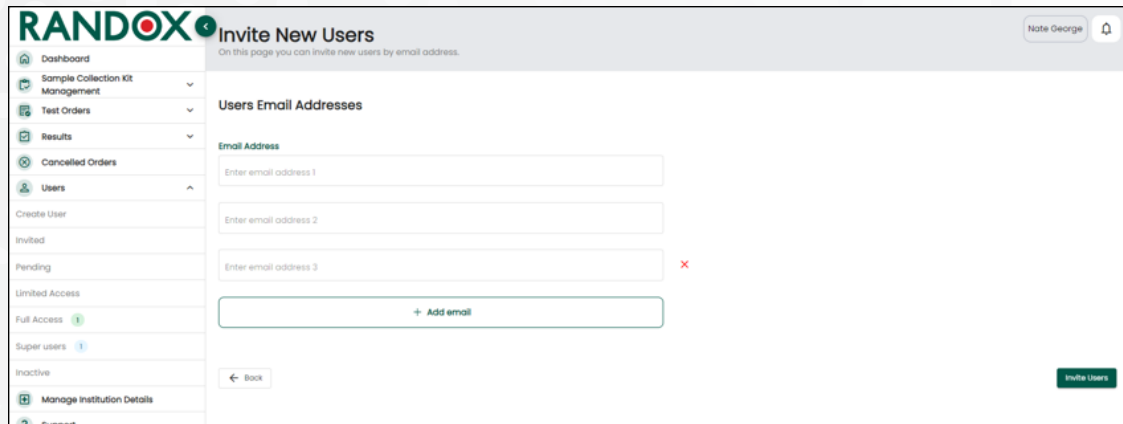 RANDOX
Dashboard
Sample Collection Kit
Management
Test Orders
Results
Cancelled Orders
Users
Create User
Invited
Pending
Limited Access
Full Access 1
Super users 1
Inactive
Manage Institution Details
Support
Invite New Users
On this page you can invite new users by email address.
Nate George
Users Email Addresses
Email Address
Enter email address 1
Enter email address 2
Enter email address 3
+ Add email
← Back
Invite Users